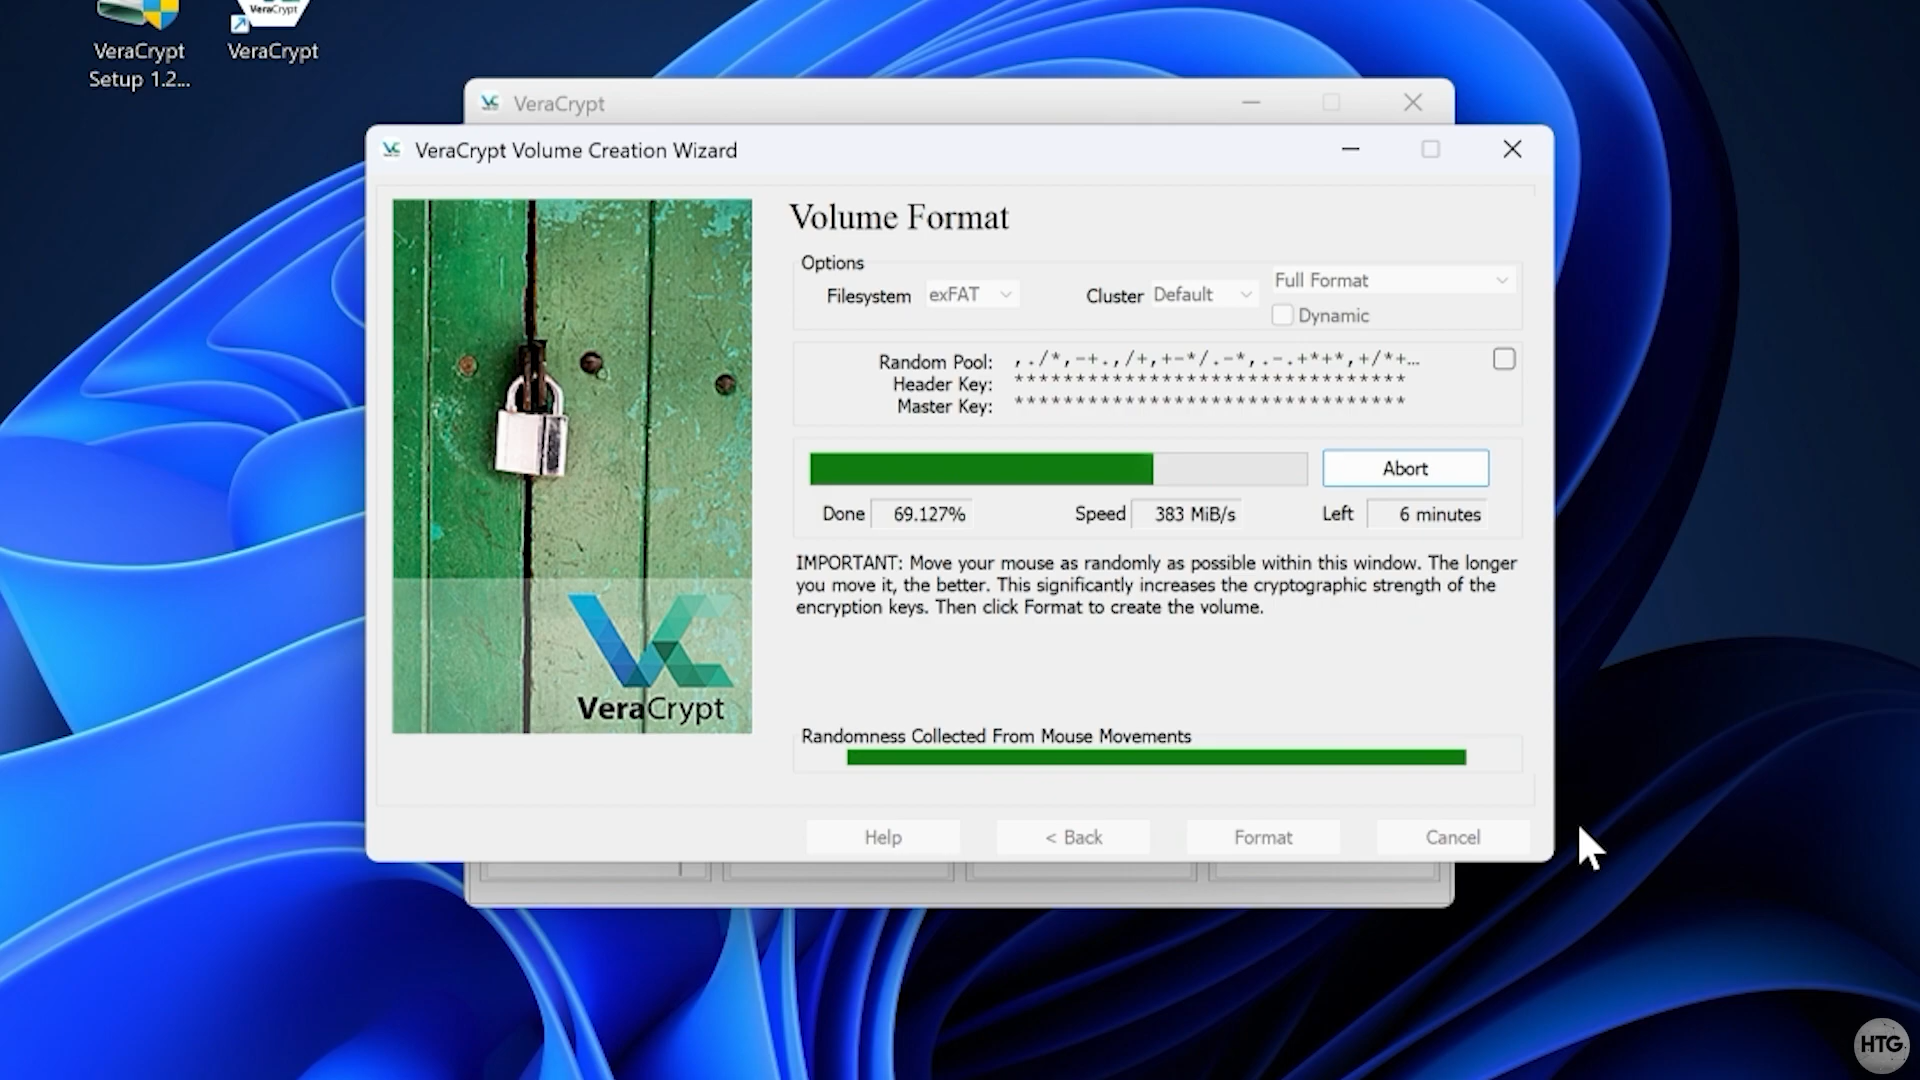 VeraCrypt
VeraCrypt
Setup 1.2...
VeraCrypt
VeraCrypt
VeraCrypt Volume Creation Wizard
Volume Format
Options
Filesystem exFAT Cluster Default Full Format
Dynamic
Random Pool: ,./*,-+.,/+,+-*/.-*,.-.+*+*,+/*+...
Header Key: ********************************
Master Key: ********************************
Abort
Done 69.127% Speed 383 MiB/s Left 6 minutes
IMPORTANT: Move your mouse as randomly as possible within this window. The longer
you move it, the better. This significantly increases the cryptographic strength of the
encryption keys. Then click Format to create the volume.
VeraCrypt
Randomness Collected From Mouse Movements
Help < Back Format Cancel
HTG